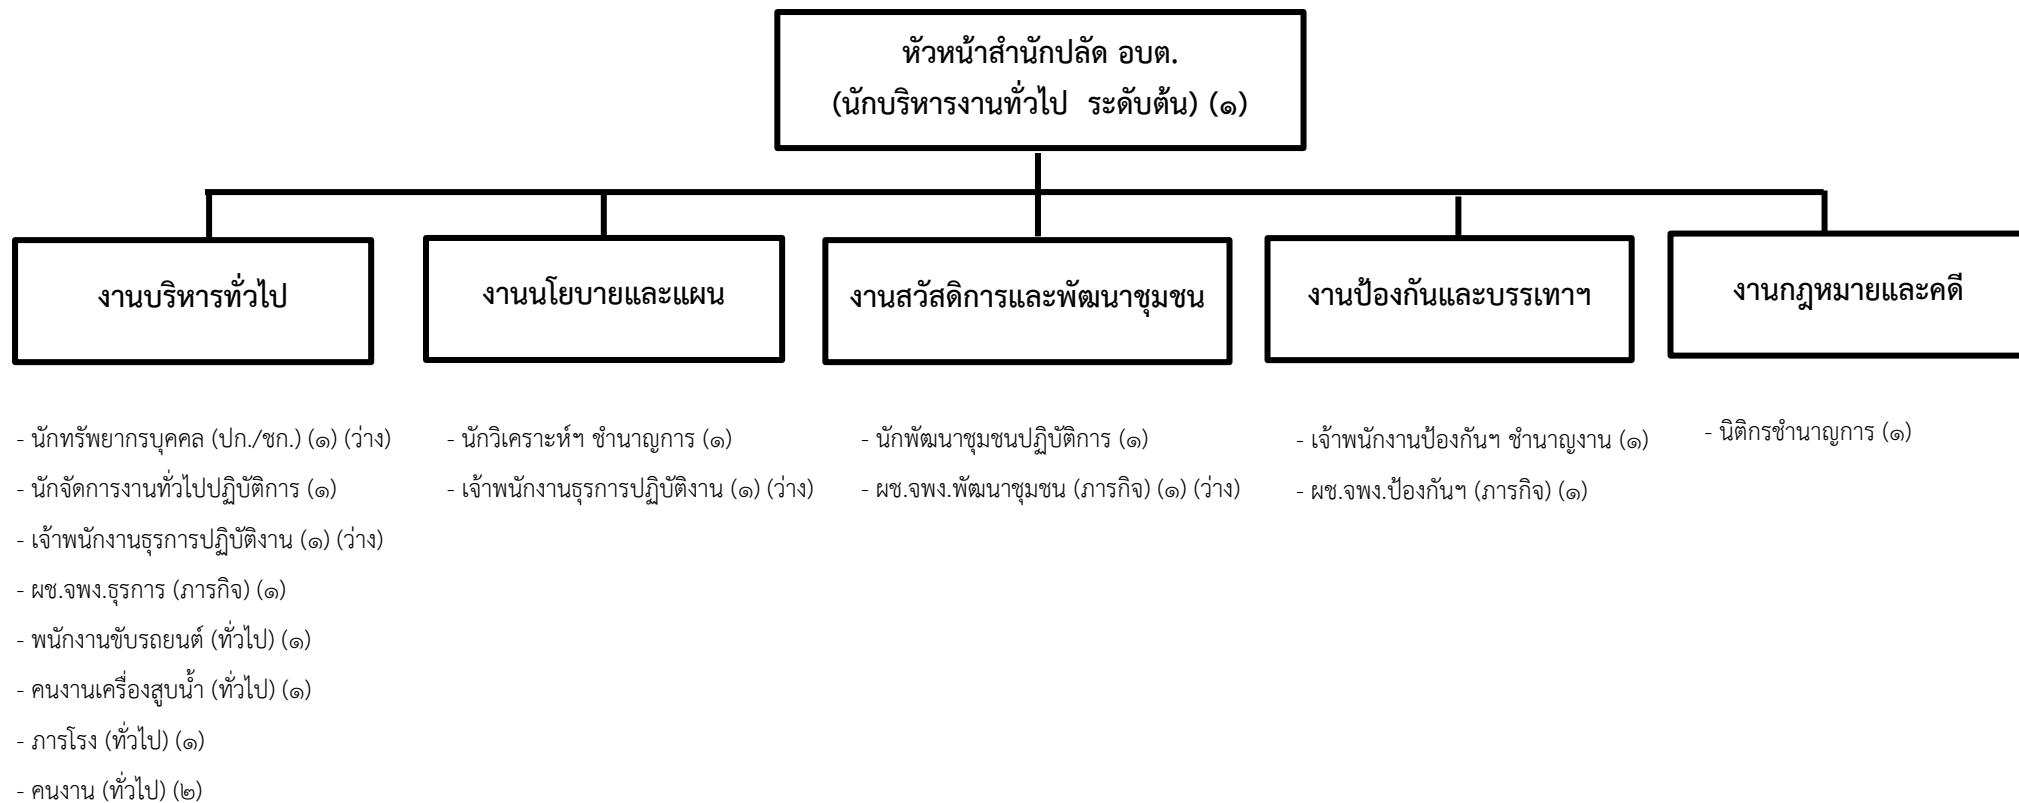 หัวหน้าสำนักปลัด อบต.
(นักบริหารงานทั่วไป ระดับต้น) (๑)
งานบริหารทั่วไป
งานนโยบายและแผน
งานสวัสดิการและพัฒนาชุมชน
งานป้องกันและบรรเทาฯ
งานกฎหมายและคดี
- นักทรัพยากรบุคคล (ปก./ชก.) (๑) (ว่าง)
- นักจัดการงานทั่วไปปฏิบัติการ (๑)
- เจ้าพนักงานธุรการปฏิบัติงาน (๑) (ว่าง)
- ผช.จพง.ธุรการ (ภารกิจ) (๑)
- พนักงานขับรถยนต์ (ทั่วไป) (๑)
- คนงานเครื่องสูบน้ำ (ทั่วไป) (๑)
- ภารโรง (ทั่วไป) (๑)
- คนงาน (ทั่วไป) (๒)
- นักวิเคราะห์ฯ ชำนาญการ (๑)
- เจ้าพนักงานธุรการปฏิบัติงาน (๑) (ว่าง)
- นักพัฒนาชุมชนปฏิบัติการ (๑)
- ผช.จพง.พัฒนาชุมชน (ภารกิจ) (๑) (ว่าง)
- เจ้าพนักงานป้องกันฯ ชำนาญงาน (๑)
- ผช.จพง.ป้องกันฯ (ภารกิจ) (๑)
- นิติกรชำนาญการ (๑)